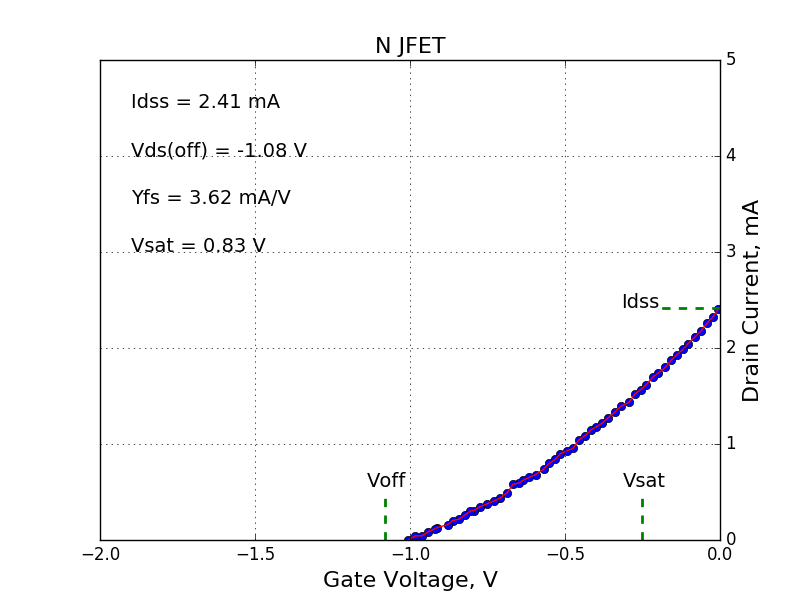 N JFET
Idss = 2.41 mA
Vds(off) = -1.08 V
Yfs = 3.62 mA/V
Vsat = 0.83 V
Idss
Voff
Vsat
5
4
3
2
1
0
Drain Current, mA
−2.0 −1.5 −1.0 −0.5 0.0
Gate Voltage, V